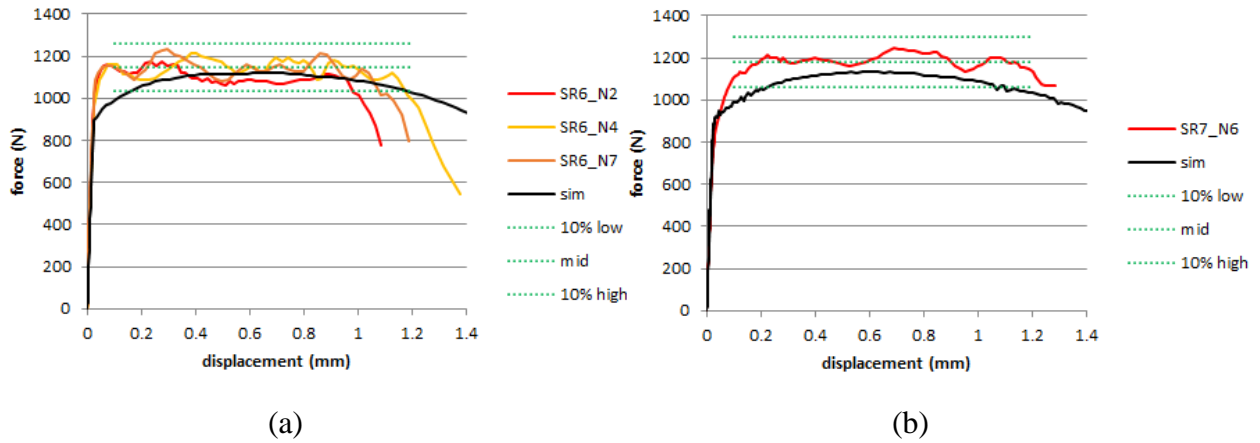 1400
1200
1000
800
600
400
200
0
force (N)
0 0.2 0.4 0.6 0.8 1 1.2 1.4
displacement (mm)
SR6_N2
SR6_N4
SR6_N7
sim
10% low
mid
10% high
(a)
1400
1200
1000
800
600
400
200
0
force (N)
0 0.2 0.4 0.6 0.8 1 1.2 1.4
displacement (mm)
SR7_N6
sim
10% low
mid
10% high
(b)